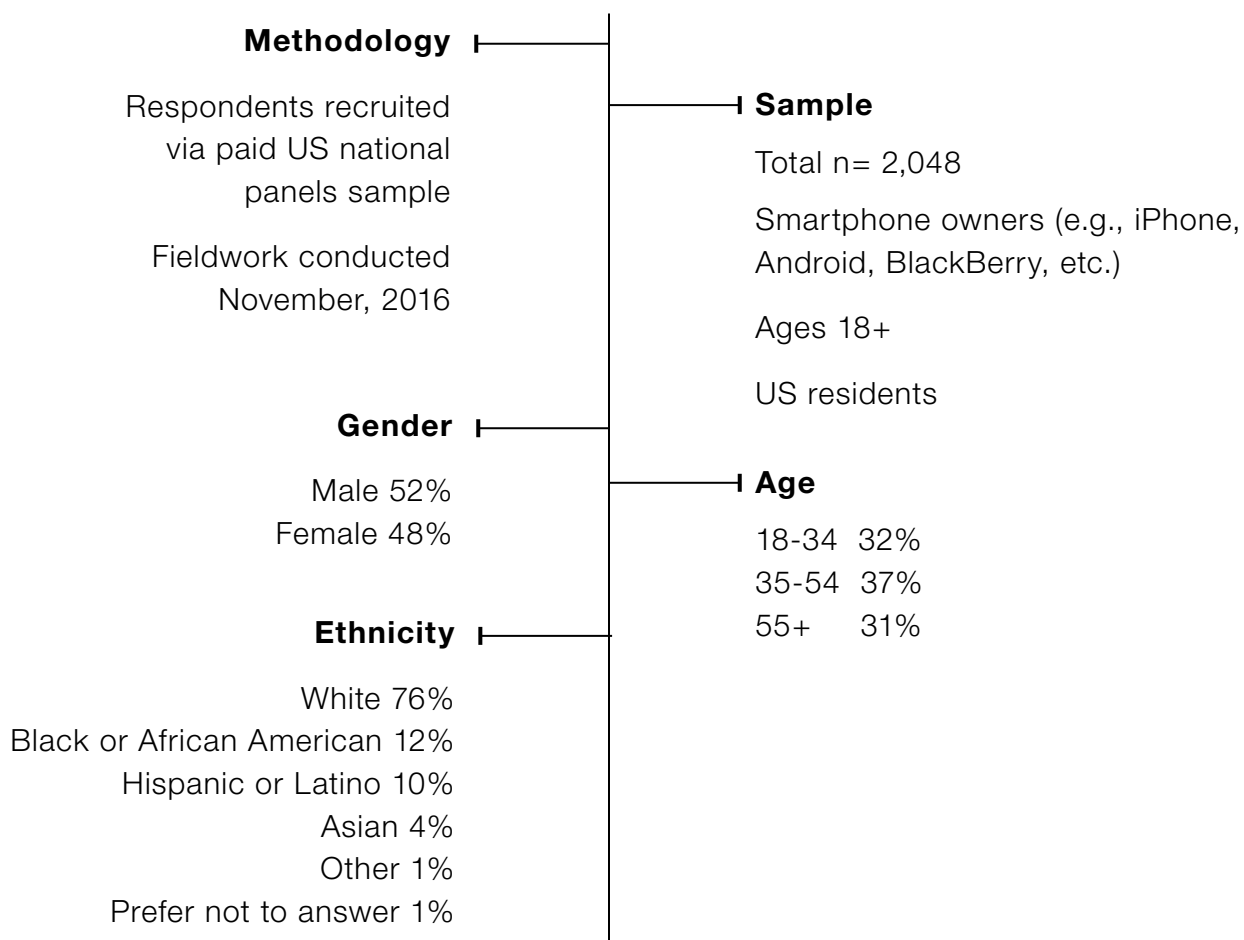 Methodology
Respondents recruited
via paid US national
panels sample
Fieldwork conducted
November, 2016
Sample
Total n= 2,048
Smartphone owners (e.g., iPhone,
Android, BlackBerry, etc.)
Ages 18+
US residents
Gender
Male 52%
Female 48%
Age
18-34 32%
35-54 37%
55+ 31%
Ethnicity
White 76%
Black or African American 12%
Hispanic or Latino 10%
Asian 4%
Other 1%
Prefer not to answer 1%